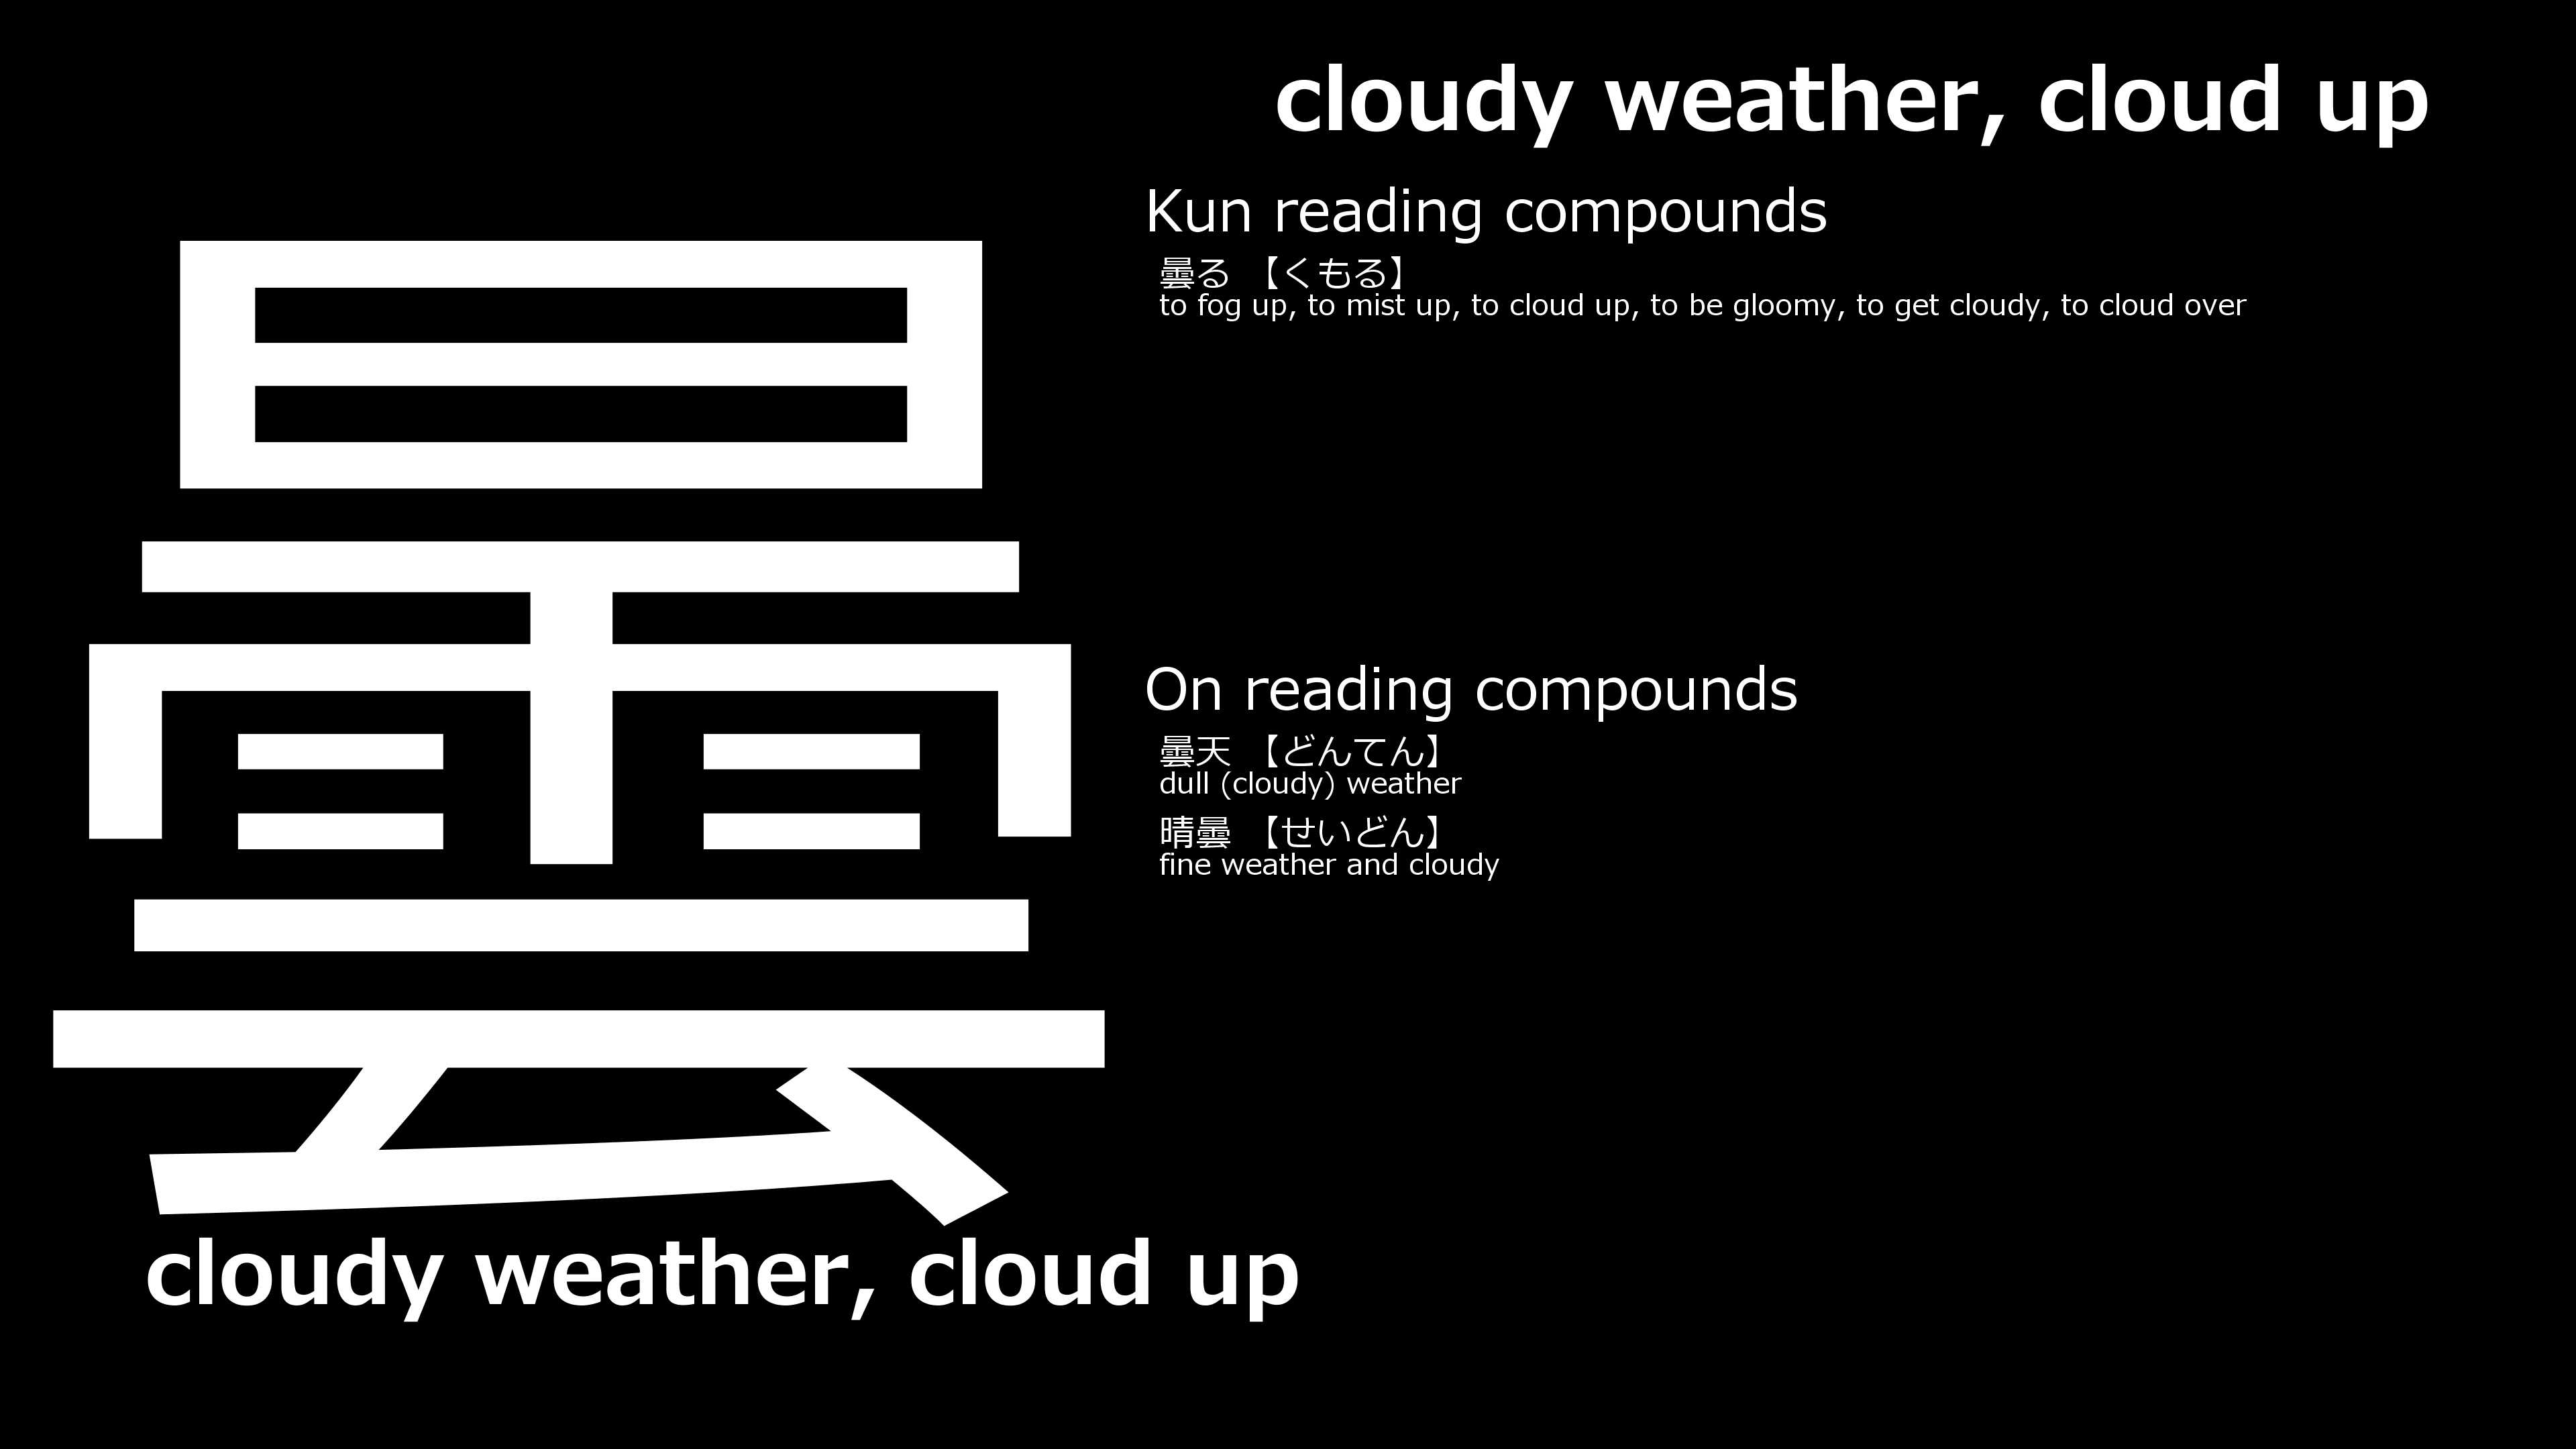 曇
cloudy weather, cloud up
cloudy weather, cloud up
Kun reading compounds
曇る 【くもる】
to fog up, to mist up, to cloud up, to be gloomy, to get cloudy, to cloud over
On reading compounds
曇天 【どんてん】
dull (cloudy) weather
晴曇 【せいどん】
fine weather and cloudy